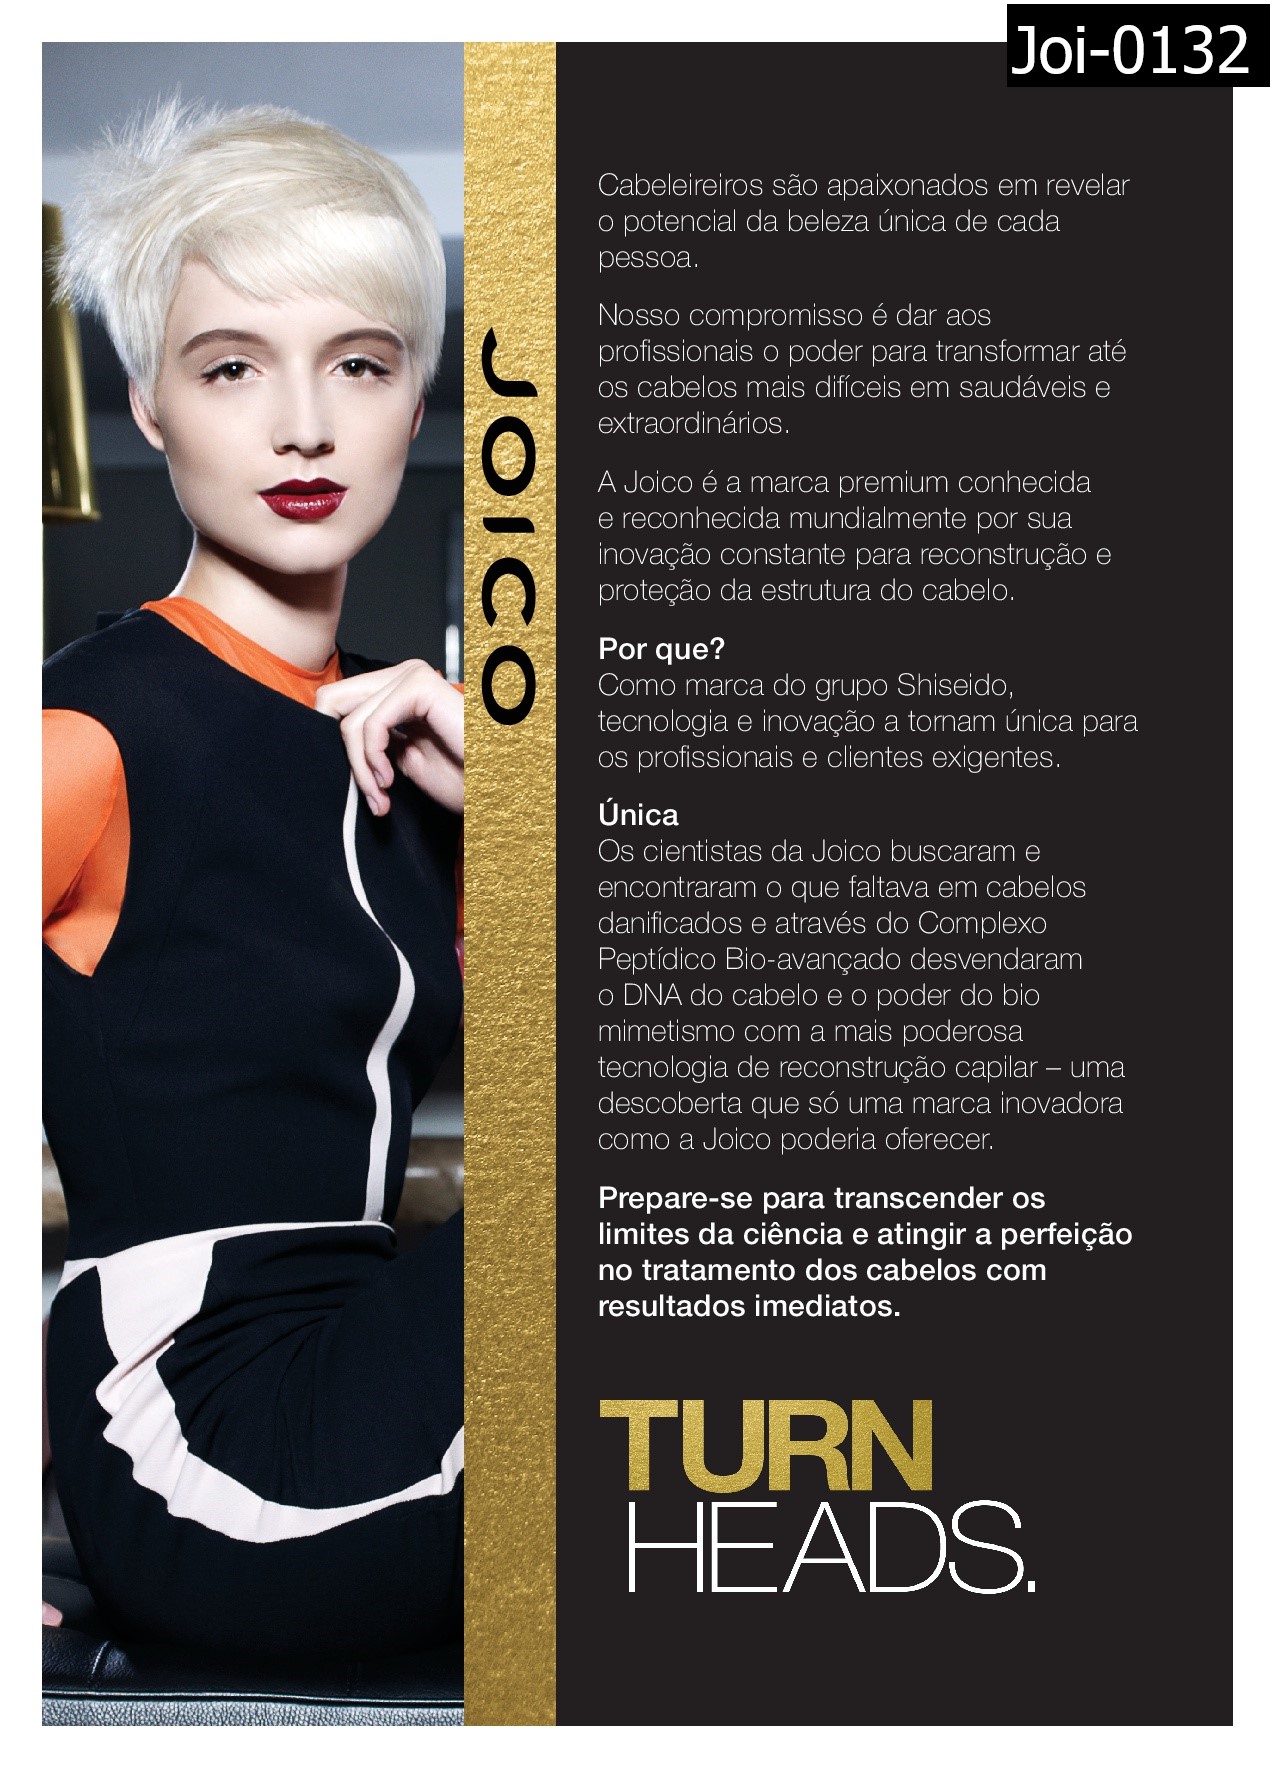 Joi-0132
JOICO
Cabeleireiros são apaixonados em revelar
o potencial da beleza única de cada
pessoa.
Nosso compromisso é dar aos
profissionais o poder para transformar até
os cabelos mais difíceis em saudáveis e
extraordinários.
A Joico é a marca premium conhecida
e reconhecida mundialmente por sua
inovação constante para reconstrução e
proteção da estrutura do cabelo.
Por que?
Como marca do grupo Shiseido,
tecnologia e inovação a tornam única para
os profissionais e clientes exigentes.
Única
Os cientistas da Joico buscaram e
encontraram o que faltava em cabelos
danificados e através do Complexo
Peptídico Bio-avançado desvendaram
o DNA do cabelo e o poder do bio
mimetismo com a mais poderosa
tecnologia de reconstrução capilar – uma
descoberta que só uma marca inovadora
como a Joico poderia oferecer.
Prepare-se para transcender os
limites da ciência e atingir a perfeição
no tratamento dos cabelos com
resultados imediatos.
TURN
HEADS.